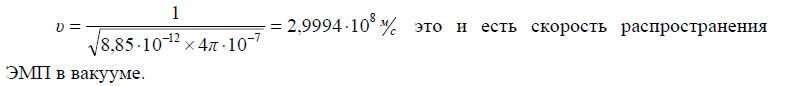 υ = 1/√(8,85·10⁻¹² × 4π·10⁻⁷) = 2,9994·10⁸ м/с это и есть скорость распространения
ЭМП в вакууме.